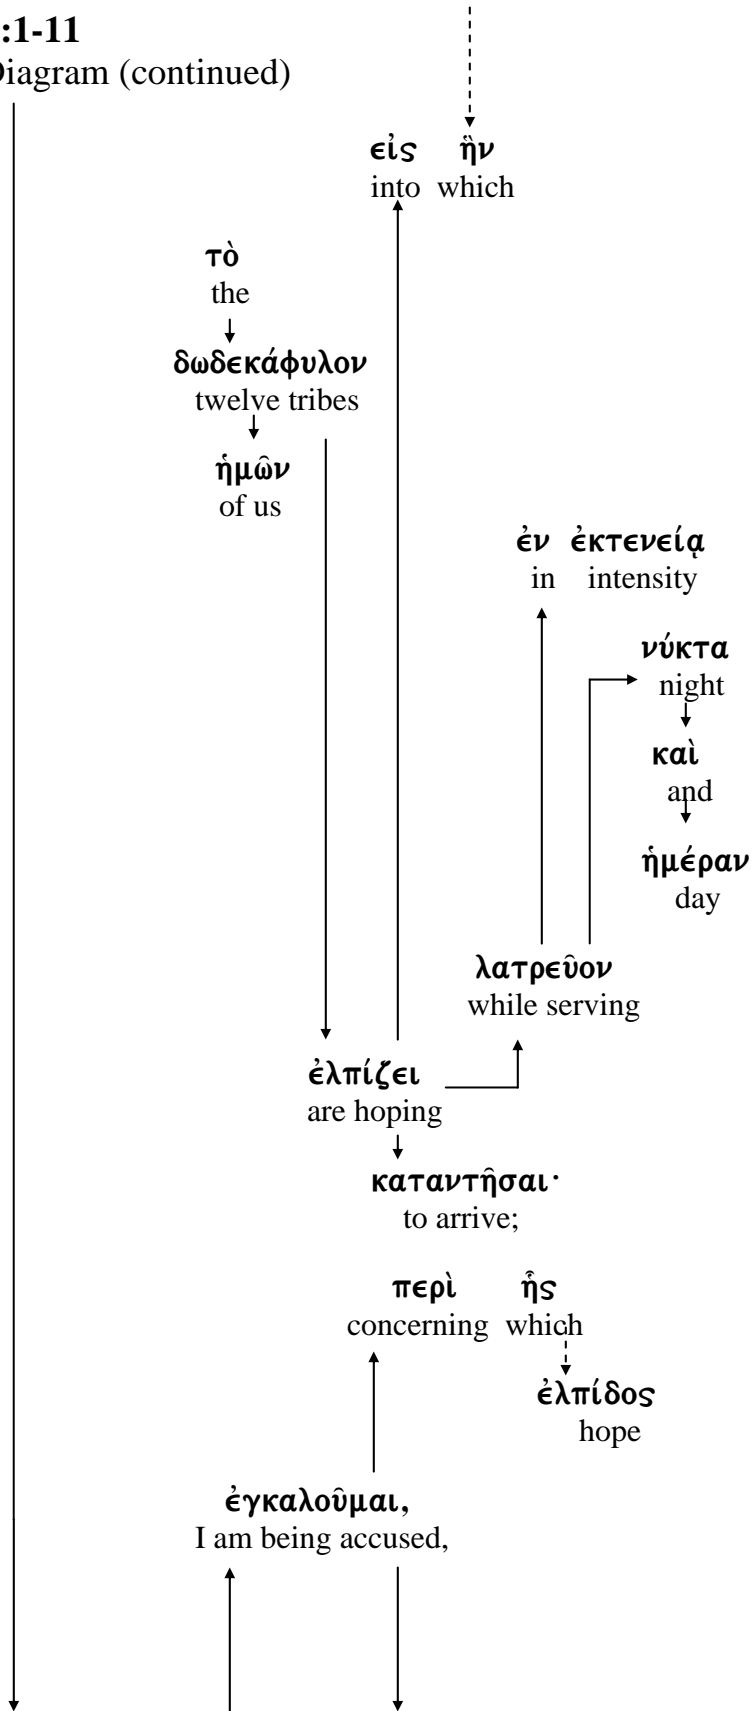 :1-11
Diagram (continued)
εἰς ἣν
into which
τὸ
the
δωδεκάφυλον
twelve tribes
ἡμῶν
of us
ἐν ἐκτενείᾳ
in intensity
νύκτα
night
καὶ
and
ἡμέραν
day
λατρεῦον
while serving
ἐλπίζει
are hoping
καταντῆσαι·
to arrive;
περὶ ἧς
concerning which
ἐλπίδος
hope
ἐγκαλοῦμαι,
I am being accused,